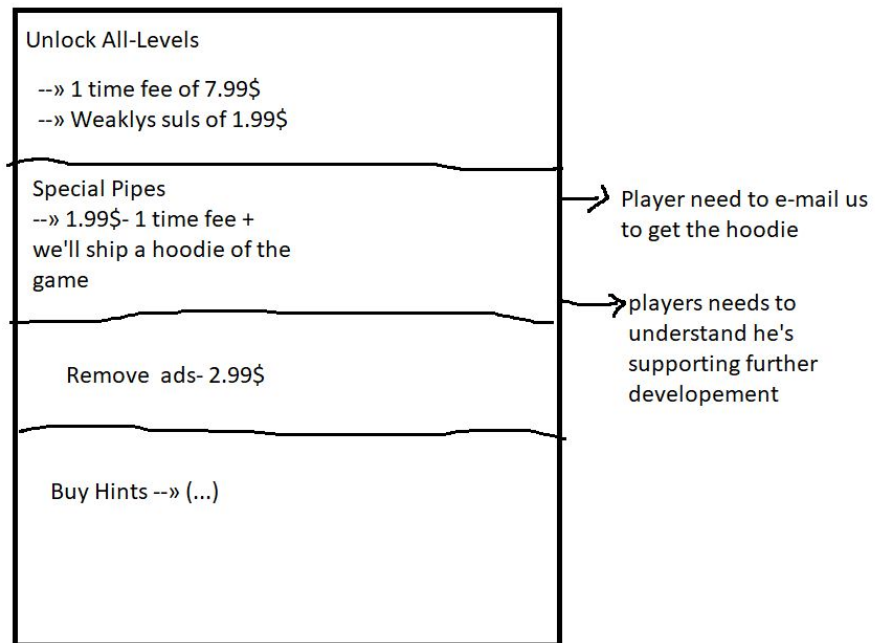 Unlock All-Levels
--» 1 time fee of 7.99$
--» Weaklys suls of 1.99$
Special Pipes
--» 1.99$- 1 time fee +
we'll ship a hoodie of the
game
Player need to e-mail us
to get the hoodie
players needs to
understand he's
supporting further
developement
Remove ads- 2.99$
Buy Hints --» (...)